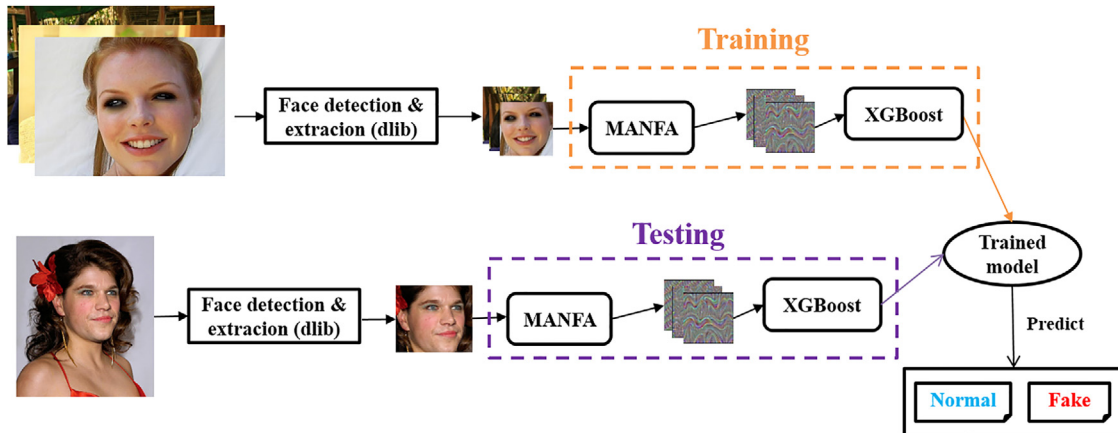 Training
Face detection &
extracion (dlib)
MANFA
XGBoost
Testing
Face detection &
extracion (dlib)
MANFA
XGBoost
Trained
model
Predict
Normal
Fake